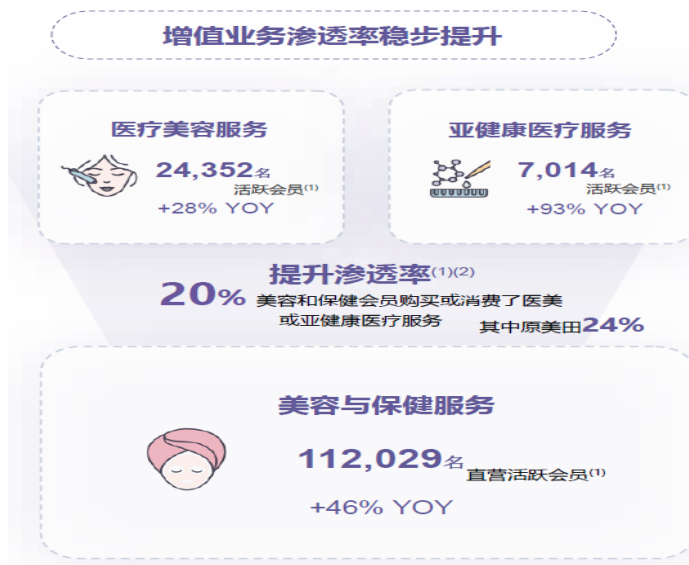 增值业务渗透率稳步提升
医疗美容服务
24,352名
活跃会员(1)
+28% YOY
亚健康医疗服务
7,014名
活跃会员(1)
+93% YOY
提升渗透率(1)(2)
20% 美容和保健会员购买或消费了医美
或亚健康医疗服务 其中原美田24%
美容与保健服务
112,029名
直营活跃会员(1)
+46% YOY